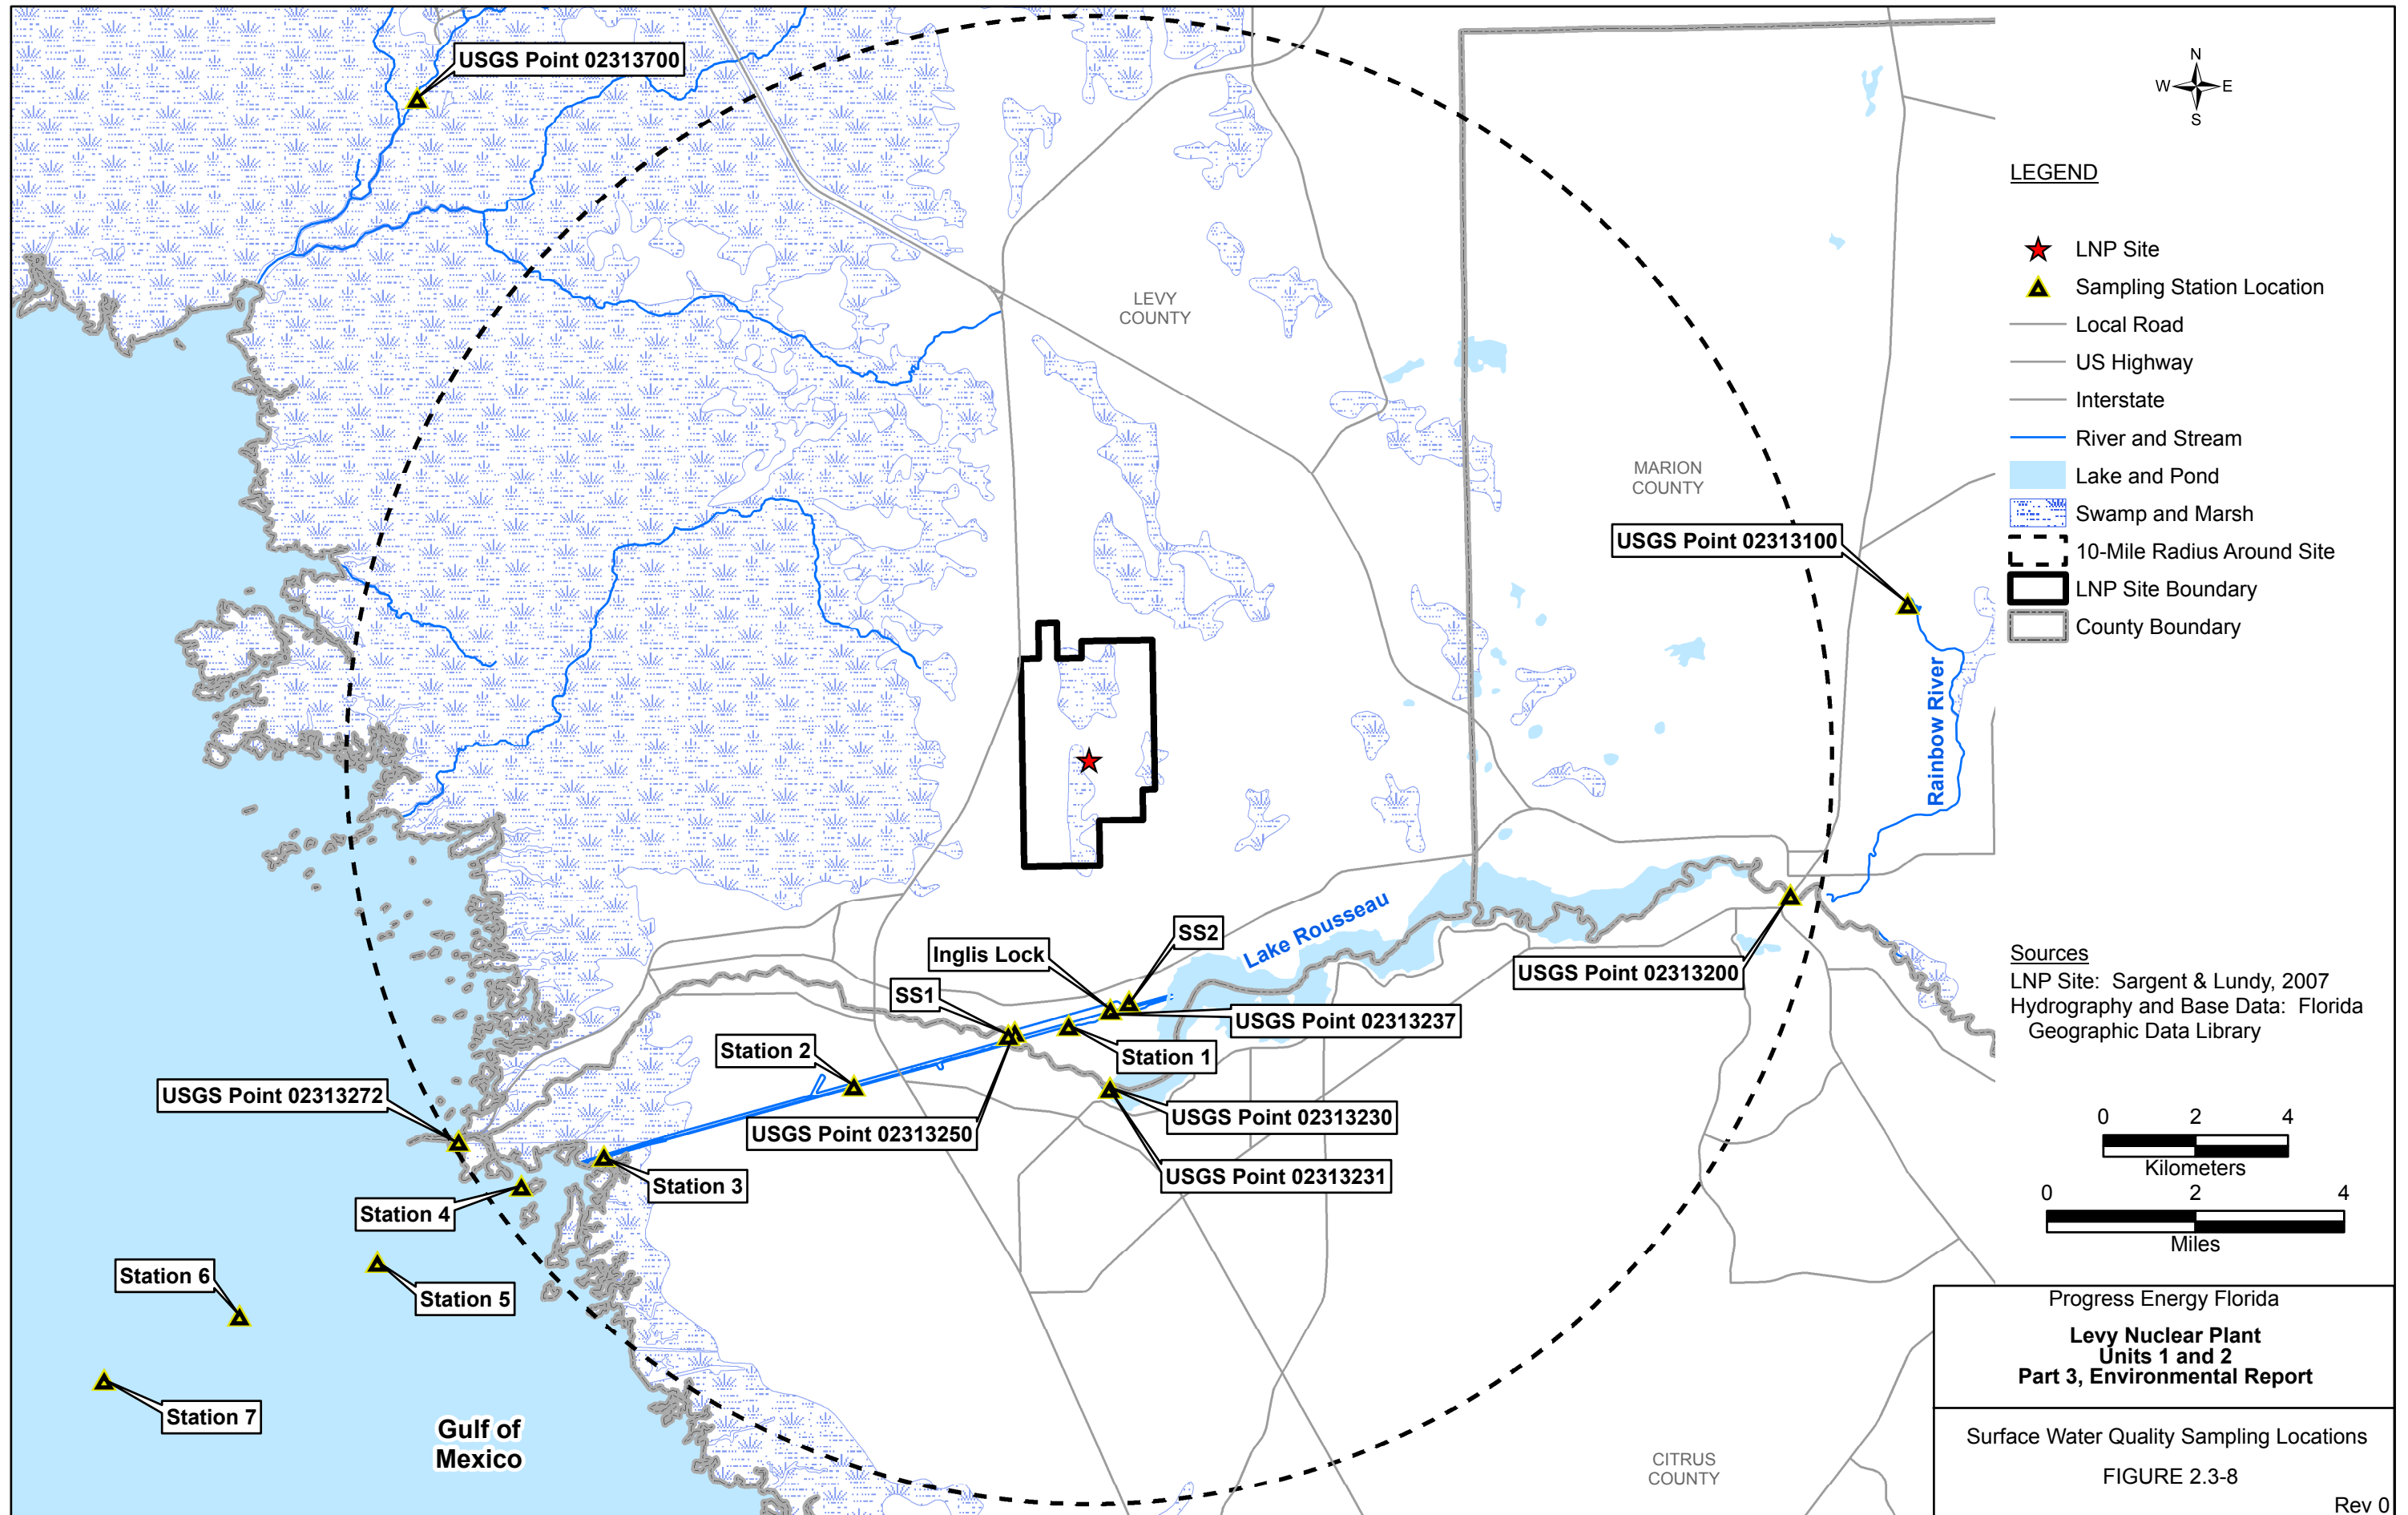 USGS Point 02313700
N
W
E
S
LEGEND
LNP Site
Sampling Station Location
Local Road
US Highway
Interstate
River and Stream
Lake and Pond
Swamp and Marsh
10-Mile Radius Around Site
LNP Site Boundary
County Boundary
LEVY
COUNTY
MARION
COUNTY
USGS Point 02313100
Rainbow River
Lake Rousseau
SS2
Inglis Lock
SS1
USGS Point 02313200
USGS Point 02313237
Station 1
Station 2
USGS Point 02313272
USGS Point 02313250
USGS Point 02313230
USGS Point 02313231
Station 3
Station 4
Station 5
Station 6
Station 7
Gulf of
Mexico
CITRUS
COUNTY
Sources
LNP Site: Sargent & Lundy, 2007
Hydrography and Base Data: Florida
Geographic Data Library
0 2 4
Kilometers
0 2 4
Miles
Progress Energy Florida
Levy Nuclear Plant
Units 1 and 2
Part 3, Environmental Report
Surface Water Quality Sampling Locations
FIGURE 2.3-8
Rev 0